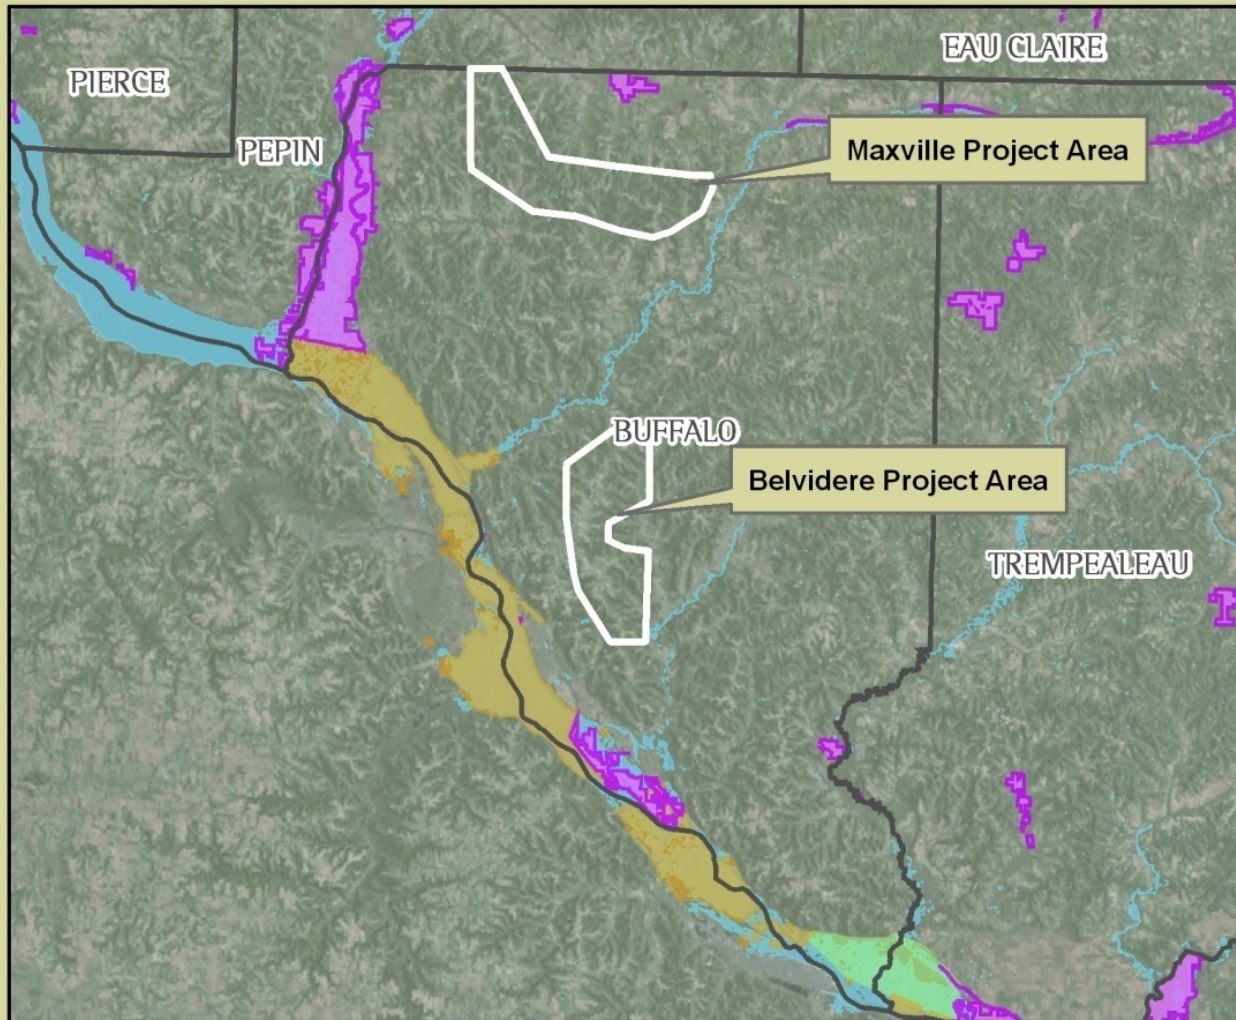 EAU CLAIRE
PIERCE
PEPIN
Maxville Project Area
BUFFALO
Belvidere Project Area
TREMPEALEAU